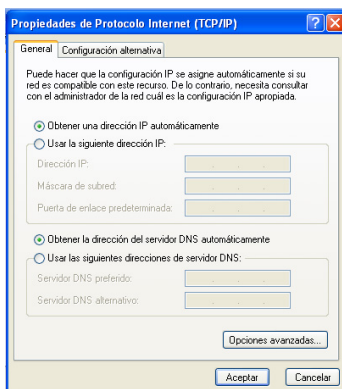 Propiedades de Protocolo Internet (TCP/IP)
General
Configuración alternativa
Puede hacer que la configuración IP se asigne automáticamente si su
red es compatible con este recurso. De lo contrario, necesita consultar
con el administrador de la red cuál es la configuración IP apropiada.
Obtener una dirección IP automáticamente
Usar la siguiente dirección IP:
Dirección IP:
Máscara de subred:
Puerta de enlace predeterminada:
Obtener la dirección del servidor DNS automáticamente
Usar las siguientes direcciones de servidor DNS:
Servidor DNS preferido:
Servidor DNS alternativo:
Opciones avanzadas...
Aceptar
Cancelar